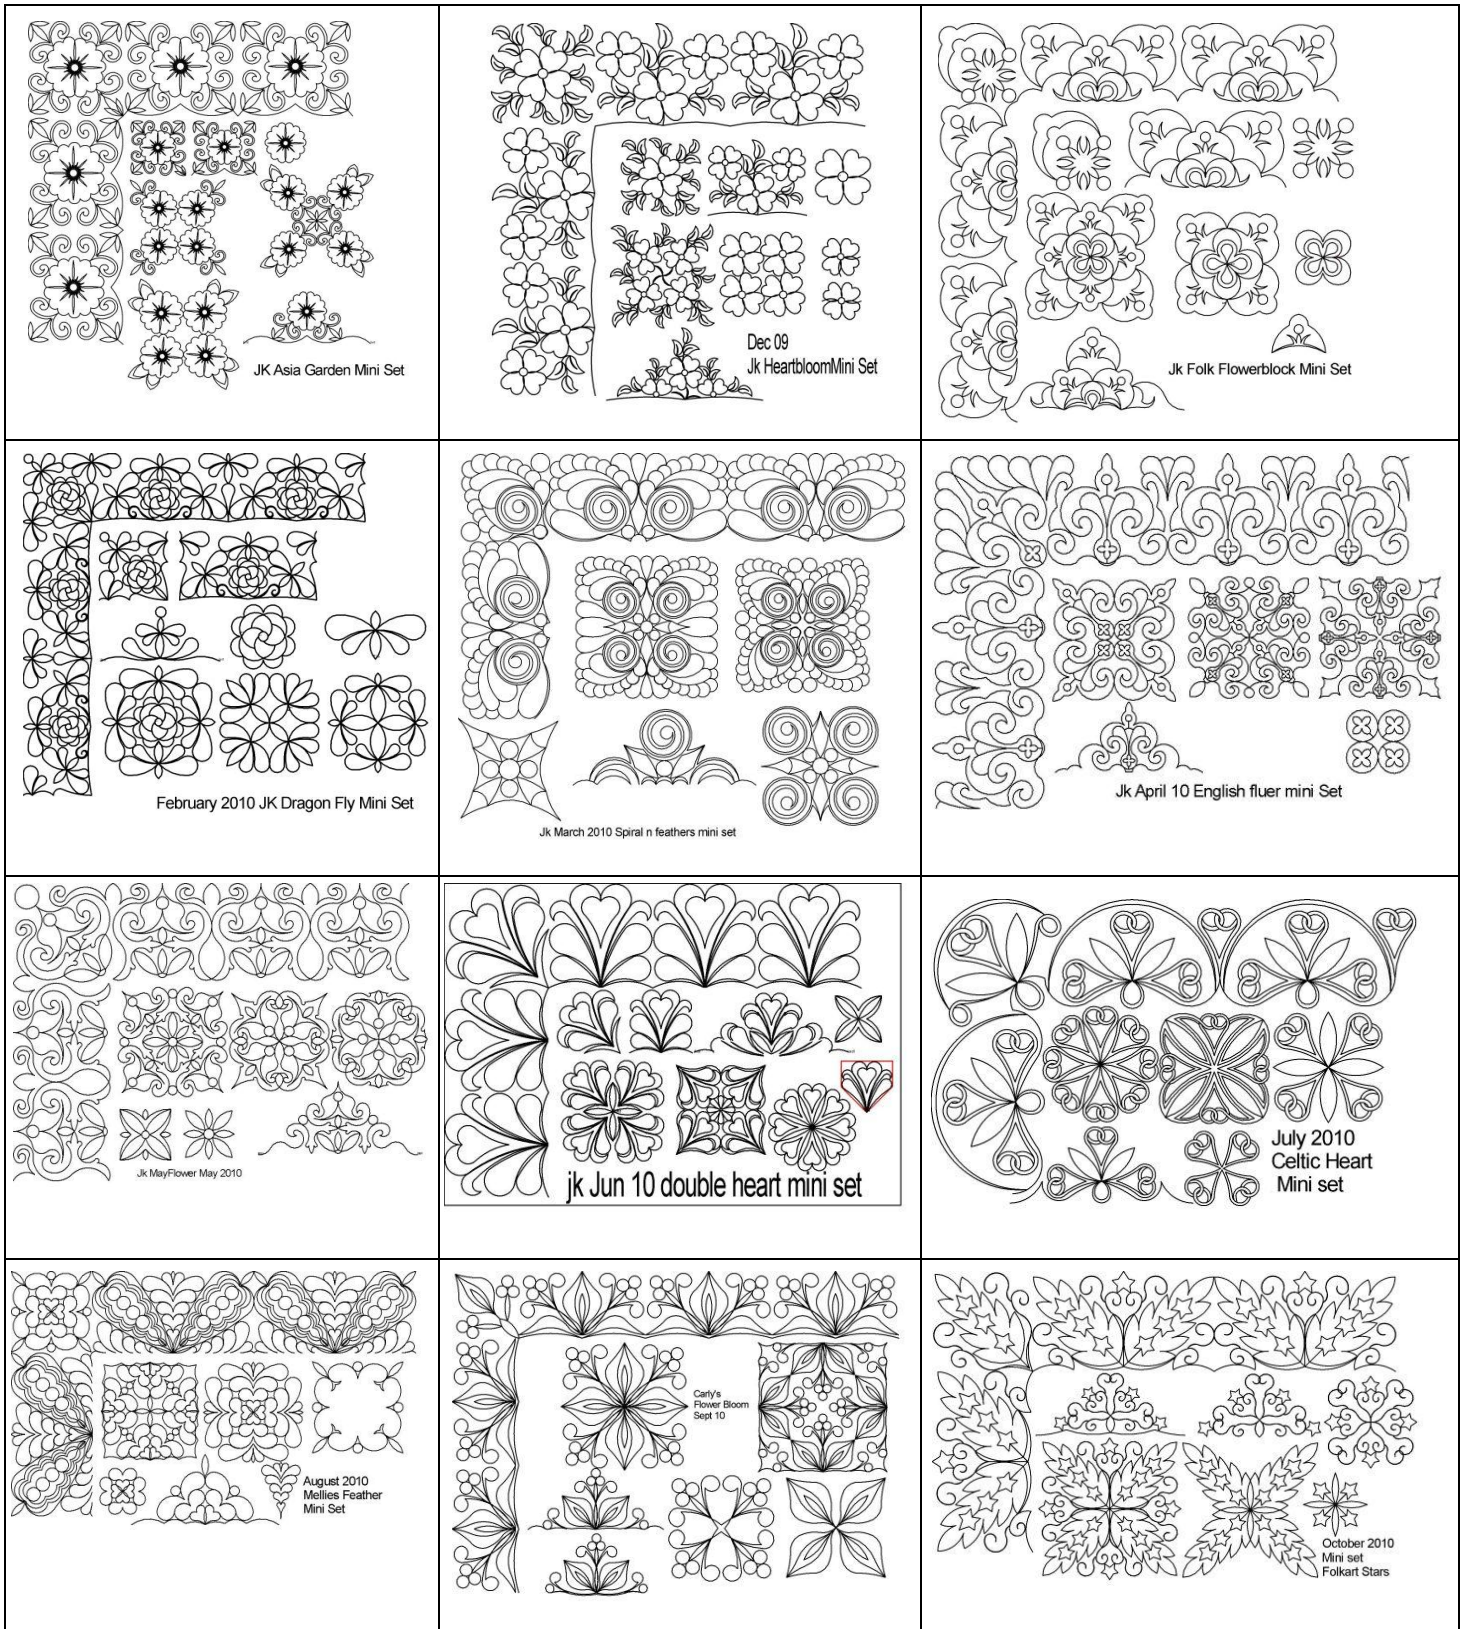 JK Asia Garden Mini Set
Dec 09
Jk HeartbloomMini Set
Jk Folk Flowerblock Mini Set
February 2010 JK Dragon Fly Mini Set
Jk March 2010 Spiral n feathers mini set
Jk April 10 English fluer mini Set
Jk MayFlower May 2010
jk Jun 10 double heart mini set
July 2010
Celtic Heart
Mini set
August 2010
Mellies Feather
Mini Set
Carly's
Flower Bloom
Sept 10
October 2010
Mini set
Folkart Stars